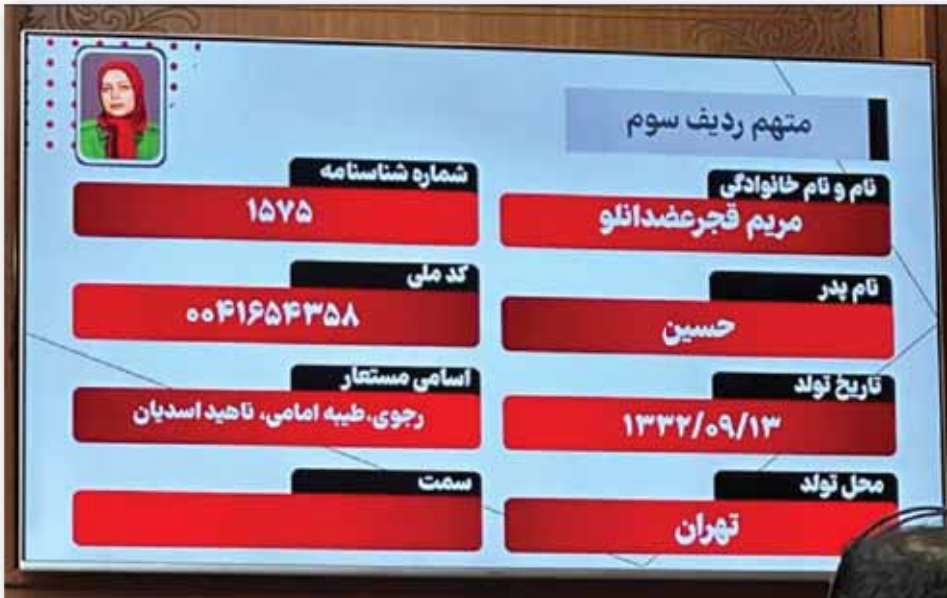 متهم ردیف سوم
نام و نام خانوادگی
مریم قجرعضدانلو
شماره شناسنامه
۱۵۷۵
نام پدر
حسین
کد ملی
۰۰۴۱۶۵۴۳۵۸
تاریخ تولد
۱۳۳۲/۰۹/۱۳
اسامی مستعار
رجوی،طیبه امامی، ناهید اسدیان
محل تولد
تهران
سمت